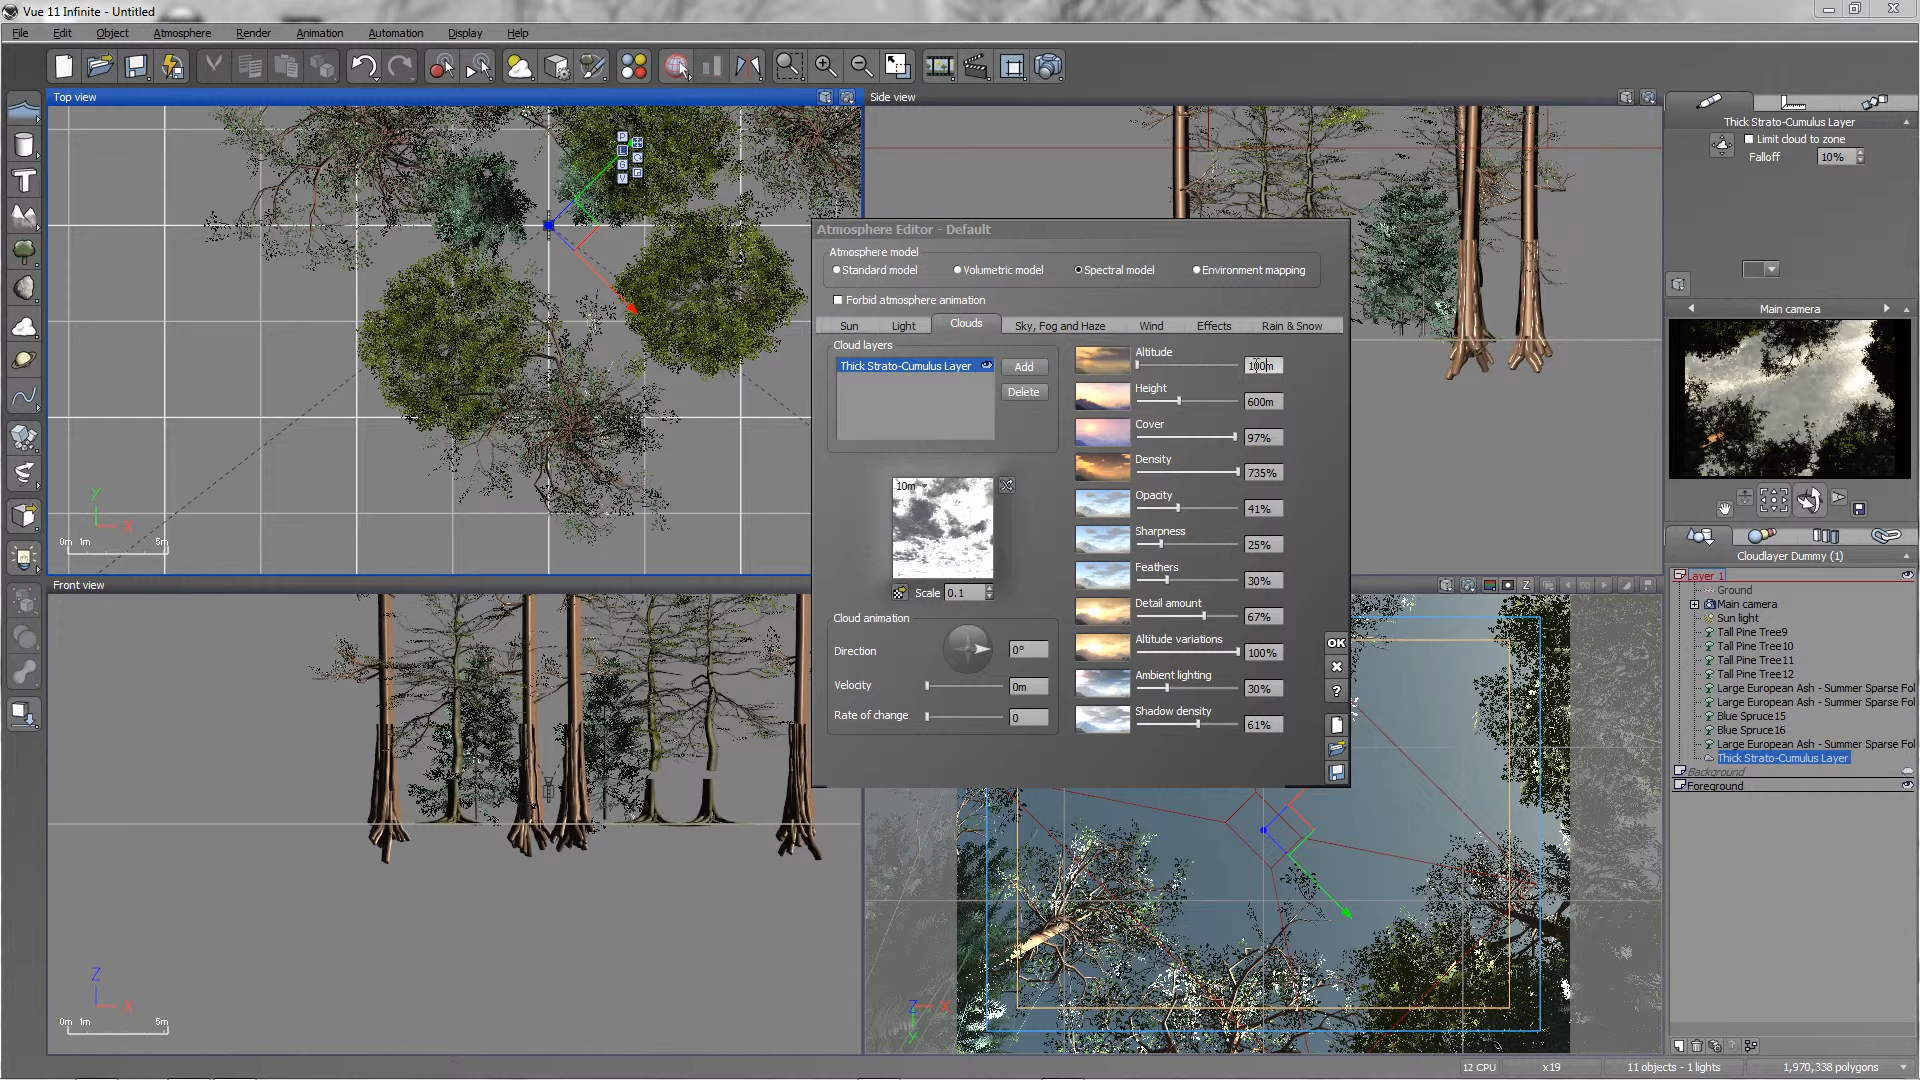 Vue 11 Infinite - Untitled
File Edit Object Atmosphere Render Animation Automation Display Help
Top view
Side view
Thick Strato-Cumulus Layer
Limit cloud to zone
Falloff 10%
Atmosphere Editor - Default
Atmosphere model
Standard model Volumetric model Spectral model Environment mapping
Forbid atmosphere animation
Sun Light Clouds Sky, Fog and Haze Wind Effects Rain & Snow
Cloud layers
Thick Strato-Cumulus Layer
Add
Delete
10m
Scale 0.1
Cloud animation
Direction 0°
Velocity 0m
Rate of change 0
Altitude
100m
Height
600m
Cover
97%
Density
735%
Opacity
41%
Sharpness
25%
Feathers
30%
Detail amount
67%
Altitude variations
100%
Ambient lighting
30%
Shadow density
61%
OK
?
P
L
G
V
Y
X
0m 1m 5m
Front view
Z
X
0m 1m 5m
Z
X
Y
Main camera
Cloudlayer Dummy (1)
Layer 1
Ground
Main camera
Sun light
Tall Pine Tree9
Tall Pine Tree10
Tall Pine Tree11
Tall Pine Tree12
Large European Ash - Summer Sparse Fol
Large European Ash - Summer Sparse Fol
Blue Spruce15
Blue Spruce16
Large European Ash - Summer Sparse Fol
Thick Strato-Cumulus Layer
Background
Foreground
12 CPU x19 11 objects - 1 lights 1,970,338 polygons